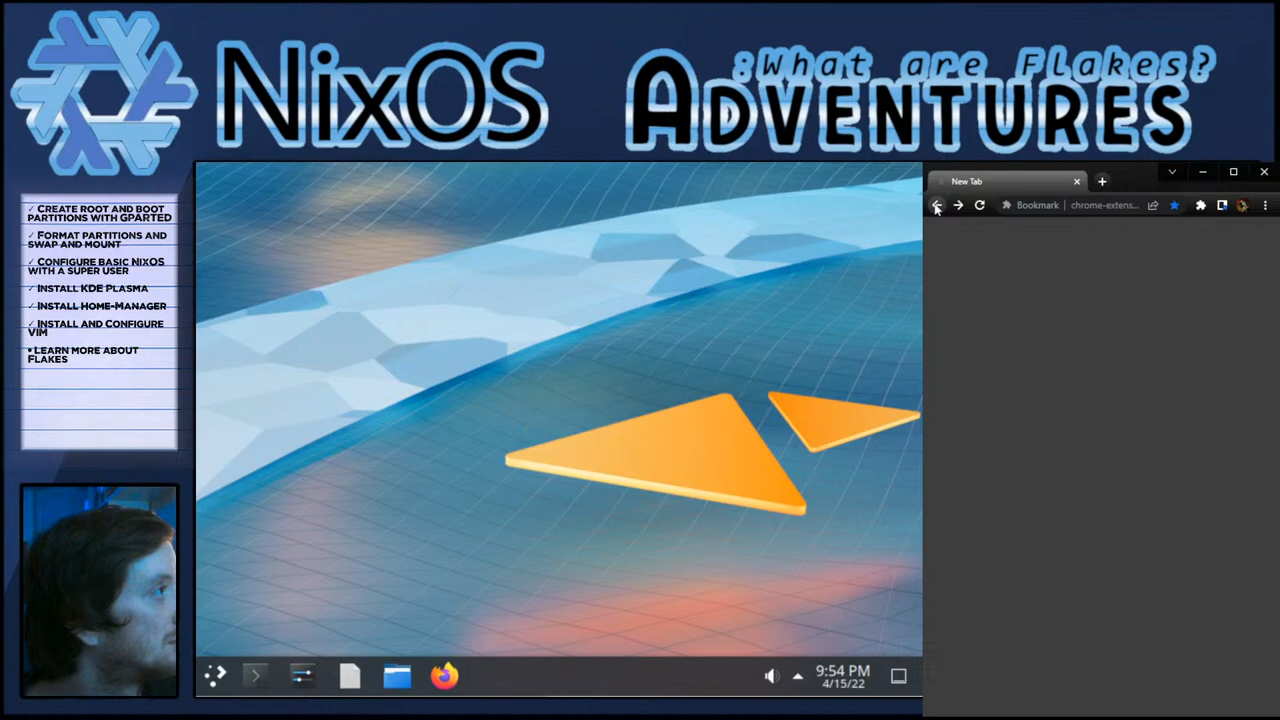 NixOS
:What are Flakes?
ADVENTURES
✓ CREATE ROOT AND BOOT
PARTITIONS WITH GPARTED
✓ FORMAT PARTITIONS AND
SWAP AND MOUNT
✓ CONFIGURE BASIC NIXOS
WITH A SUPER USER
✓ INSTALL KDE PLASMA
✓ INSTALL HOME-MANAGER
✓ INSTALL AND CONFIGURE
VIM
• LEARN MORE ABOUT
FLAKES
New Tab
Bookmark | chrome-extens...
9:54 PM
4/15/22